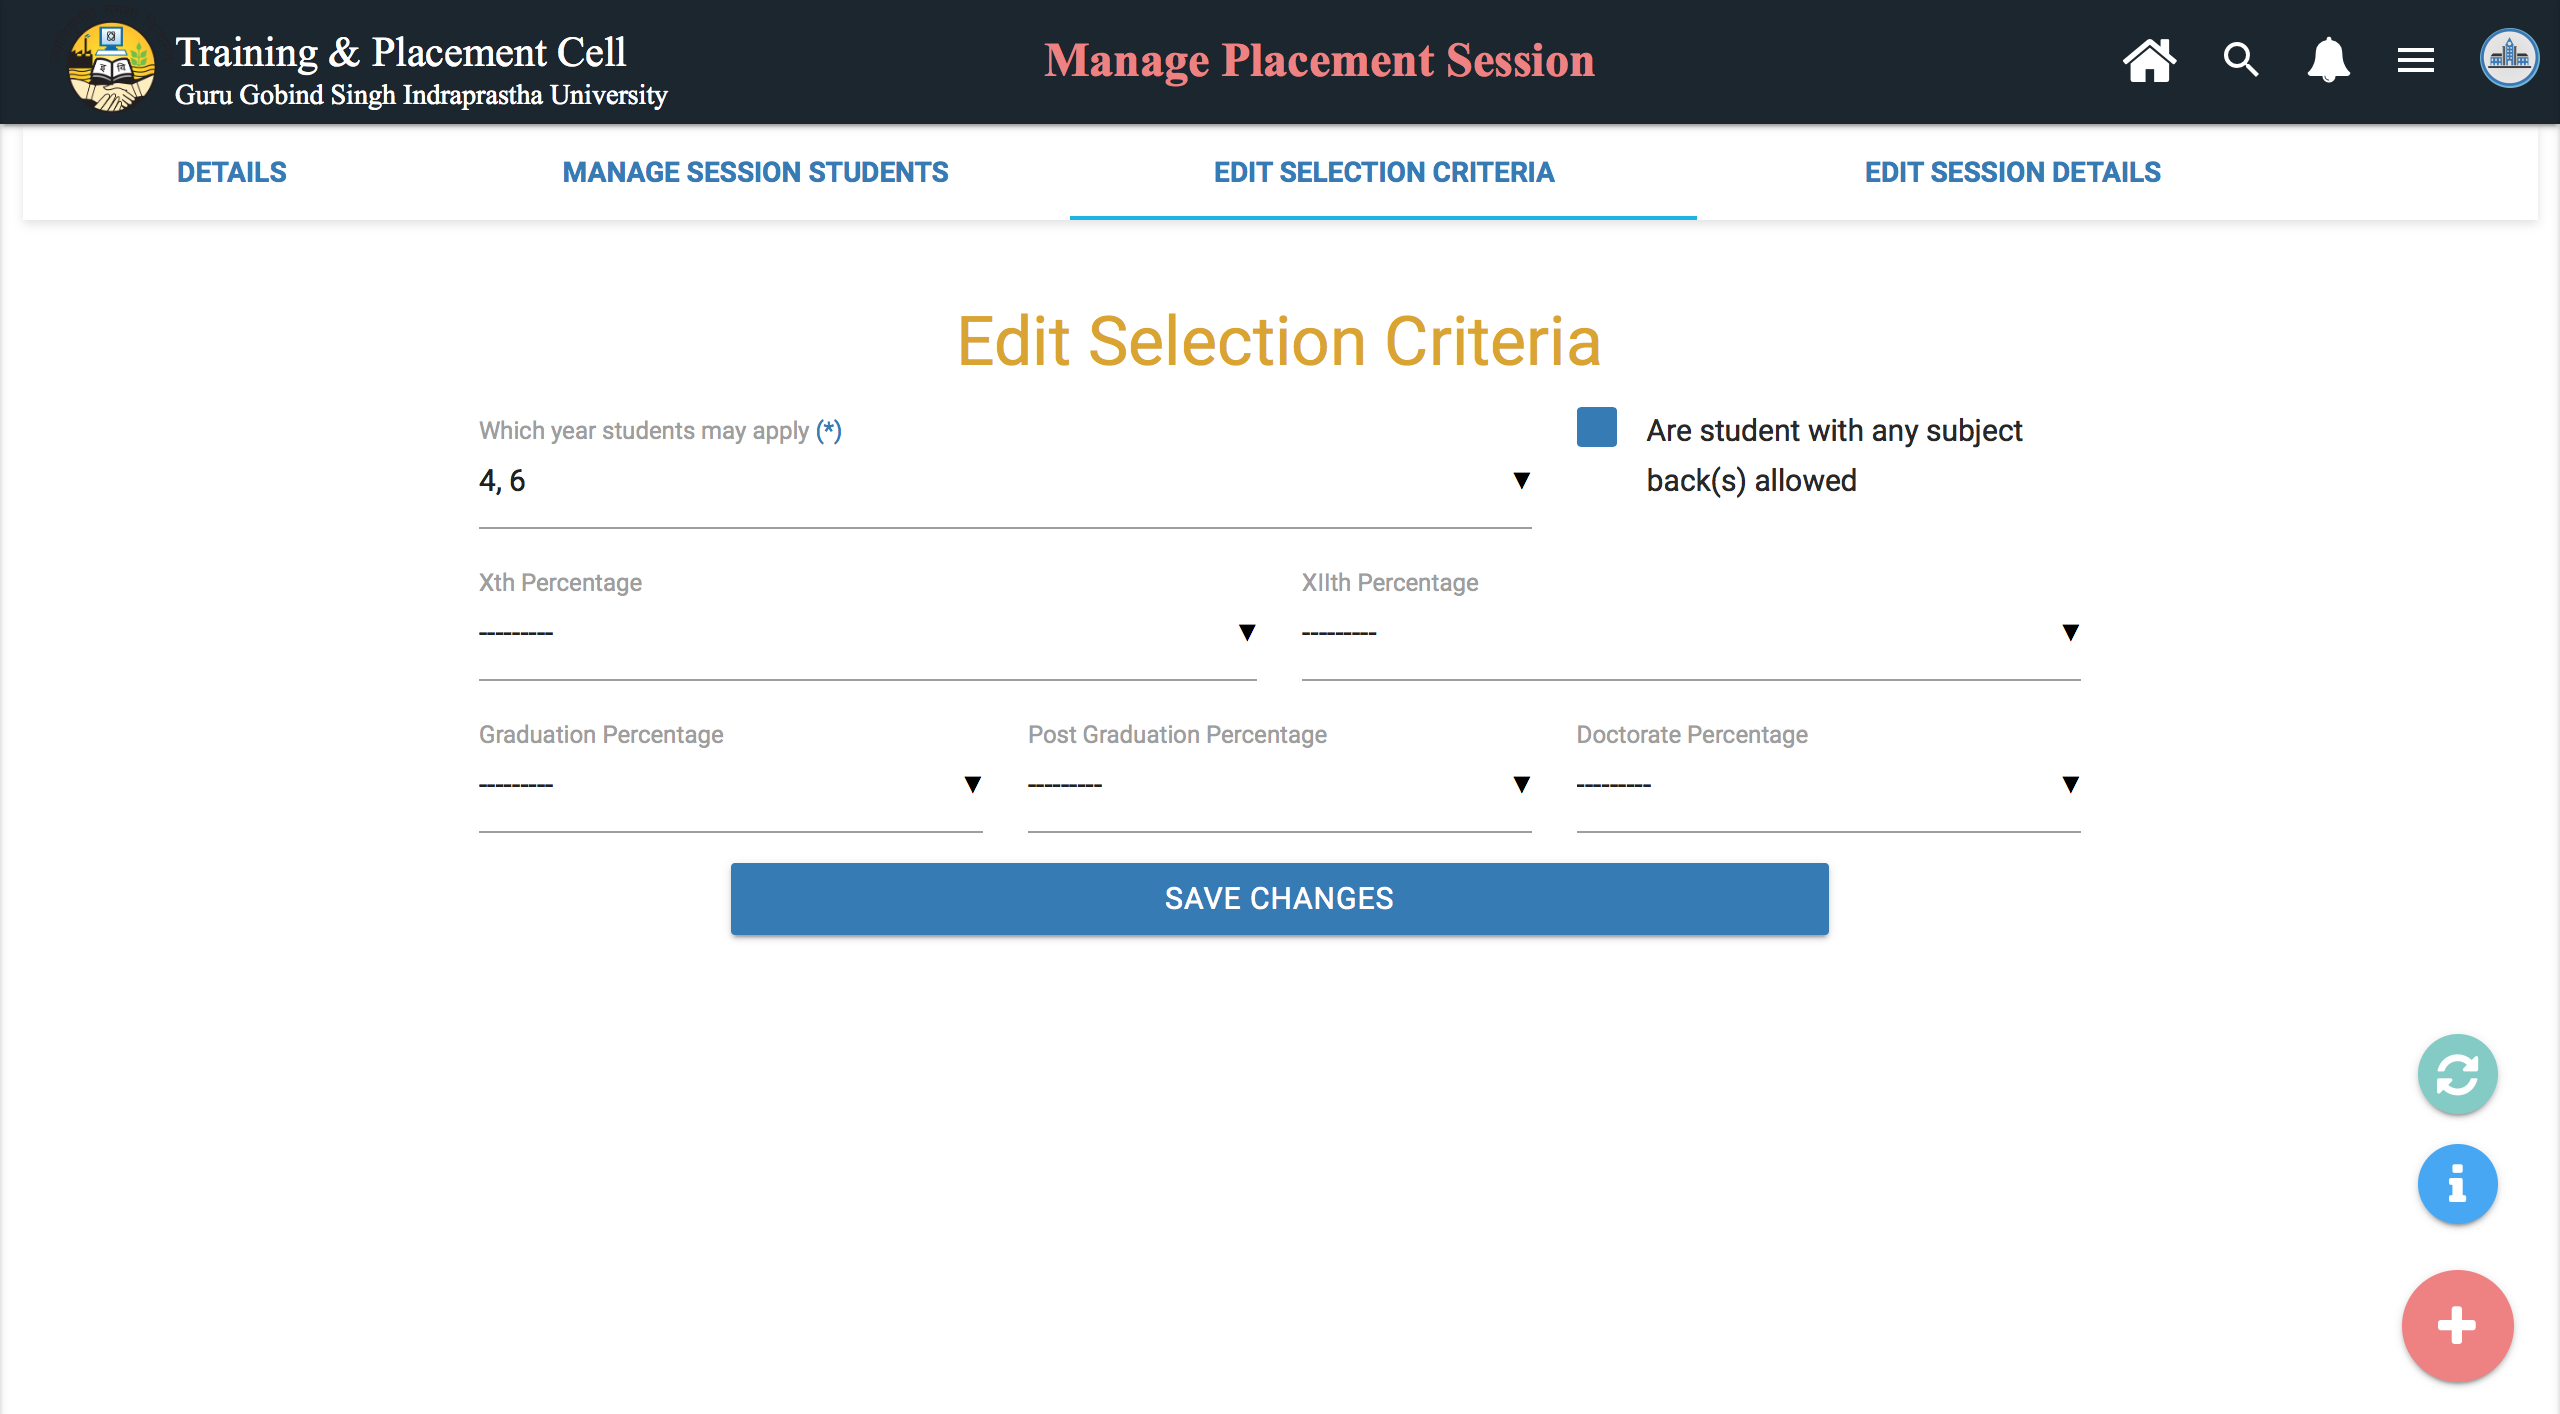 Training & Placement Cell
Guru Gobind Singh Indraprastha University
Manage Placement Session
DETAILS
MANAGE SESSION STUDENTS
EDIT SELECTION CRITERIA
EDIT SESSION DETAILS
Edit Selection Criteria
Which year students may apply (*)
4, 6
Are student with any subject
back(s) allowed
Xth Percentage
---------
XIIth Percentage
---------
Graduation Percentage
---------
Post Graduation Percentage
---------
Doctorate Percentage
---------
SAVE CHANGES